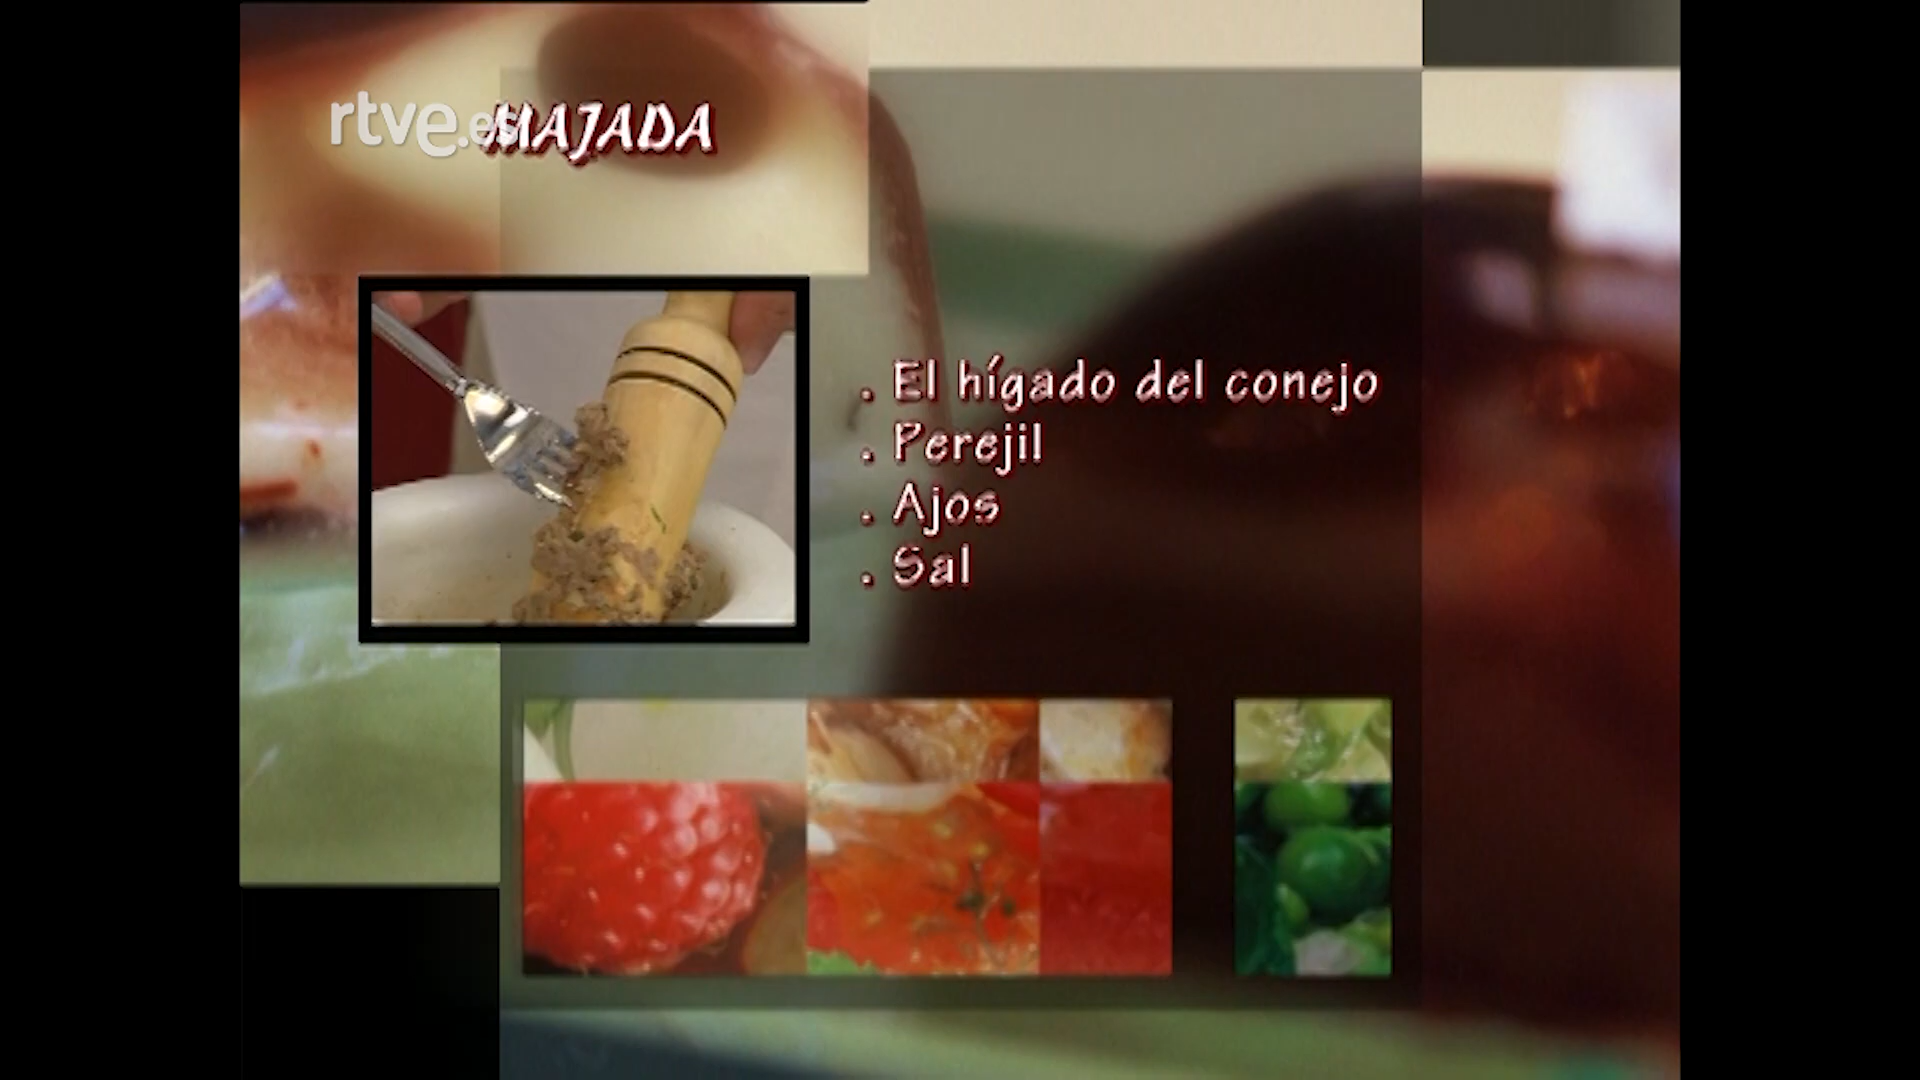 rtve.es
MAJADA
. El hígado del conejo
. Perejil
. Ajos
. Sal